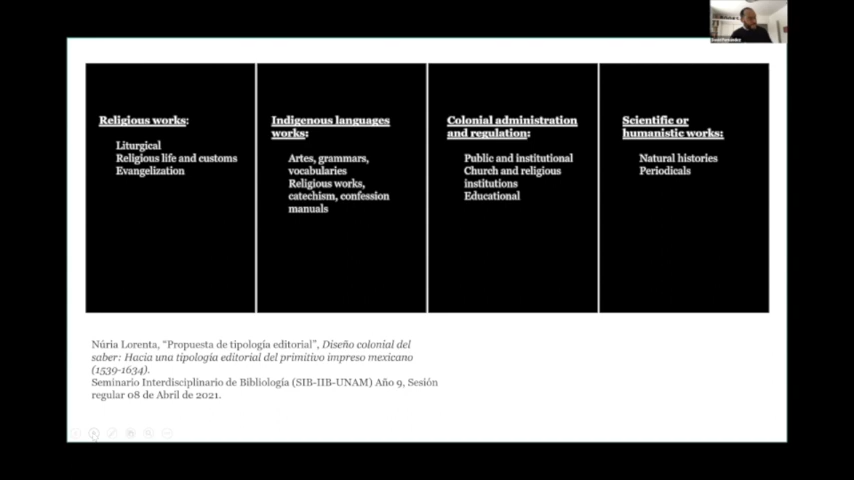 Religious works:
Liturgical
Religious life and customs
Evangelization
Indigenous languages
works:
Artes, grammars,
vocabularies
Religious works,
catechism, confession
manuals
Colonial administration
and regulation:
Public and institutional
Church and religious
institutions
Educational
Scientific or
humanistic works:
Natural histories
Periodicals
Núria Lorenta, “Propuesta de tipología editorial”, Diseño colonial del
saber: Hacia una tipología editorial del primitivo impreso mexicano
(1539-1634).
Seminario Interdisciplinario de Bibliología (SIB-IIB-UNAM) Año 9, Sesión
regular 08 de Abril de 2021.